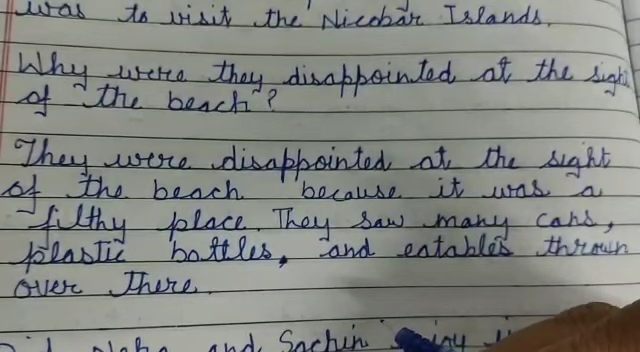 was to visit the Nicobar Islands.
Why were they disappointed at the sight
of the beach?
They were disappointed at the sight
of the beach because it was a
filthy place. They saw many cans,
plastic bottles, and eatables thrown
over there.
and Sachin